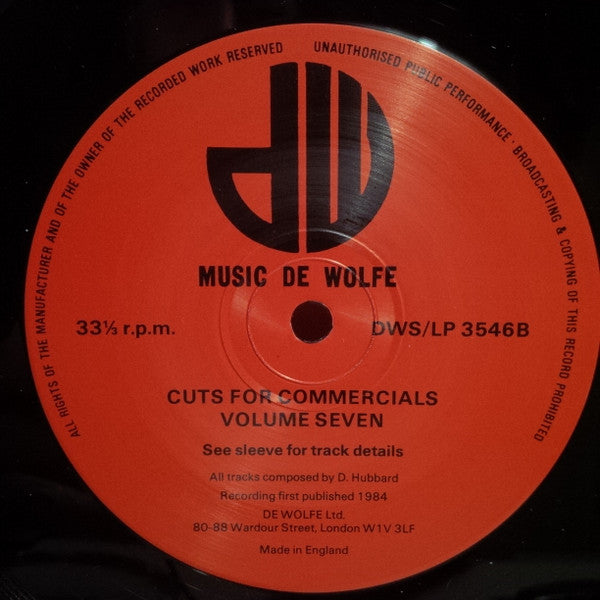 ALL RIGHTS OF THE MANUFACTURER AND OF THE OWNER OF THE RECORDED WORK RESERVED
UNAUTHORISED PUBLIC PERFORMANCE · BROADCASTING & COPYING OF THIS RECORD PROHIBITED
dW
MUSIC DE WOLFE
33⅓ r.p.m.
DWS/LP 3546B
CUTS FOR COMMERCIALS
VOLUME SEVEN
See sleeve for track details
All tracks composed by D. Hubbard
Recording first published 1984
DE WOLFE Ltd.
80-88 Wardour Street, London W1V 3LF
Made in England